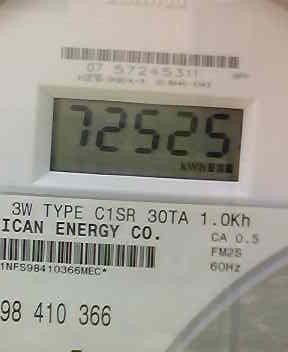 07 57245311
72525
kWh
3W TYPE C1SR 30TA 1.0Kh
ICAN ENERGY CO.
CA 0.5
FM2S
60Hz
1NFS98410366MEC*
98 410 366